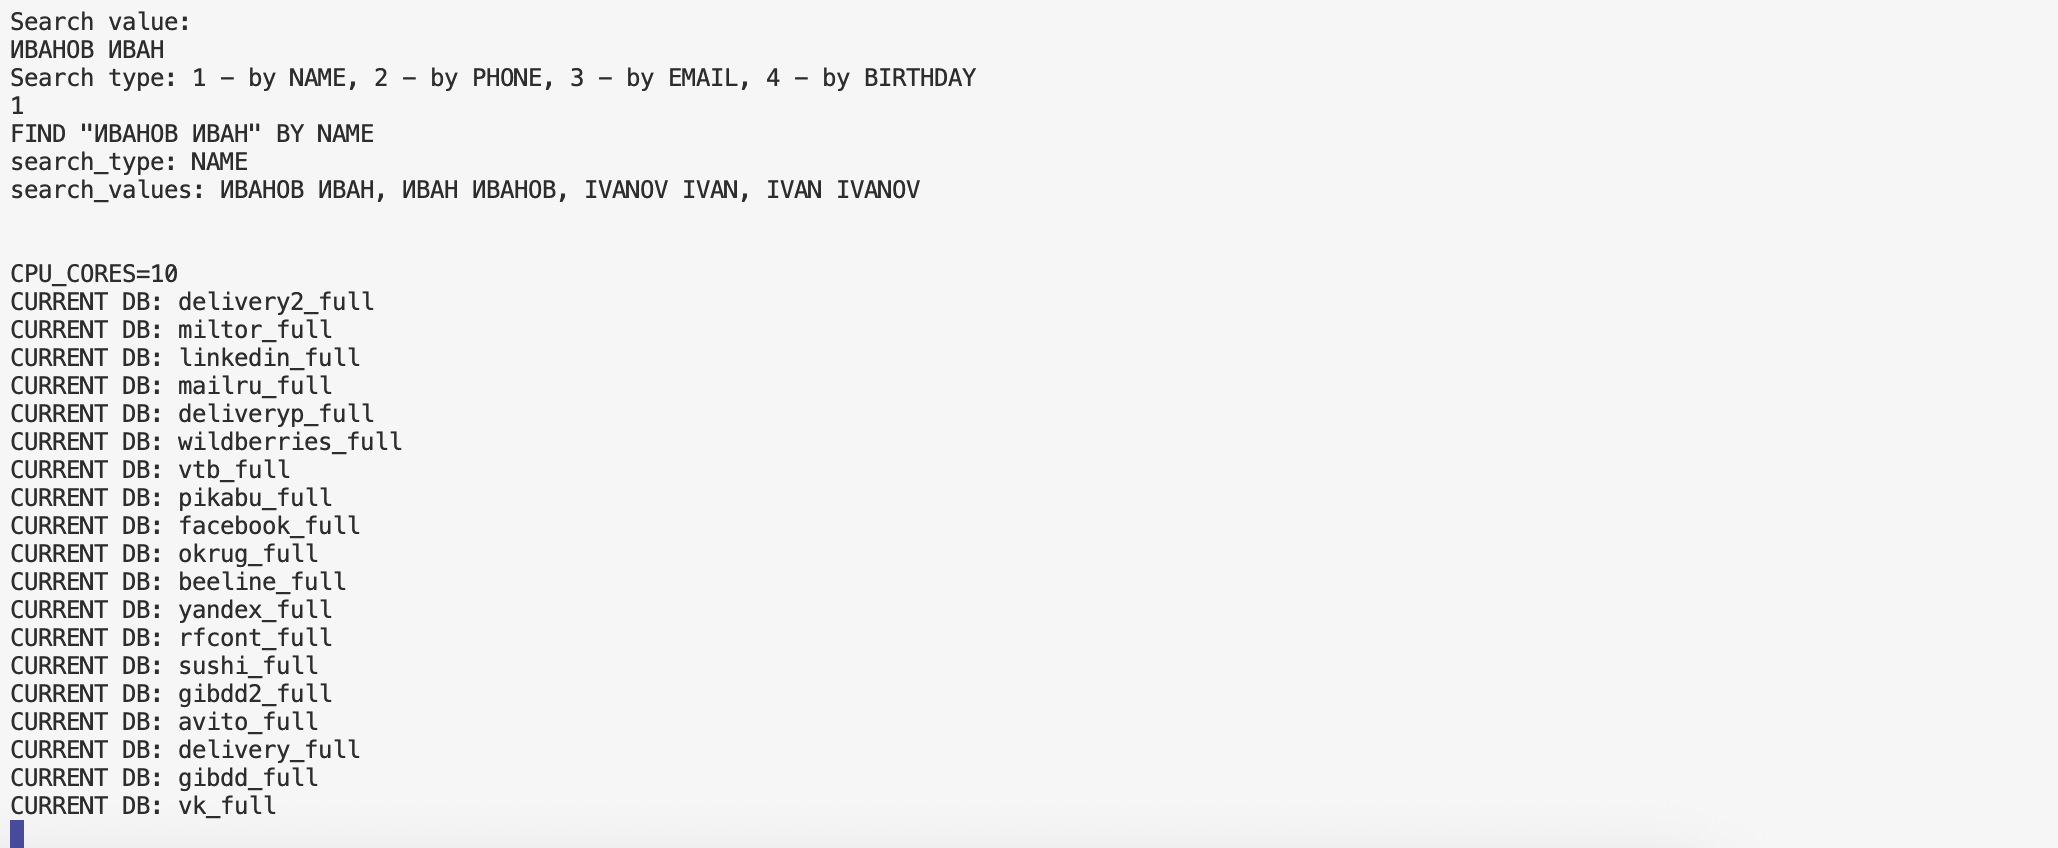 Search value:
ИВАНОВ ИВАН
Search type: 1 – by NAME, 2 – by PHONE, 3 – by EMAIL, 4 – by BIRTHDAY
1
FIND "ИВАНОВ ИВАН" BY NAME
search_type: NAME
search_values: ИВАНОВ ИВАН, ИВАН ИВАНОВ, IVANOV IVAN, IVAN IVANOV
CPU_CORES=10
CURRENT DB: delivery2_full
CURRENT DB: miltor_full
CURRENT DB: linkedin_full
CURRENT DB: mailru_full
CURRENT DB: deliveryp_full
CURRENT DB: wildberries_full
CURRENT DB: vtb_full
CURRENT DB: pikabu_full
CURRENT DB: facebook_full
CURRENT DB: okrug_full
CURRENT DB: beeline_full
CURRENT DB: yandex_full
CURRENT DB: rfcont_full
CURRENT DB: sushi_full
CURRENT DB: gibdd2_full
CURRENT DB: avito_full
CURRENT DB: delivery_full
CURRENT DB: gibdd_full
CURRENT DB: vk_full